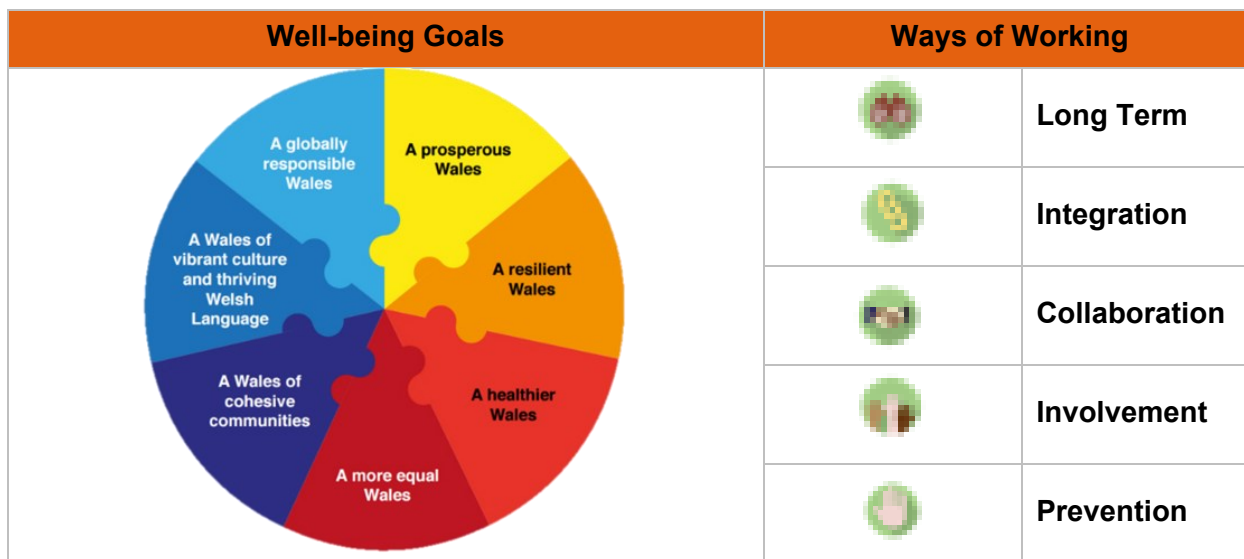 Well-being Goals
Ways of Working
A globally
responsible
Wales
A prosperous
Wales
A resilient
Wales
A healthier
Wales
A more equal
Wales
A Wales of
cohesive
communities
A Wales of
vibrant culture
and thriving
Welsh
Language
Long Term
Integration
Collaboration
Involvement
Prevention